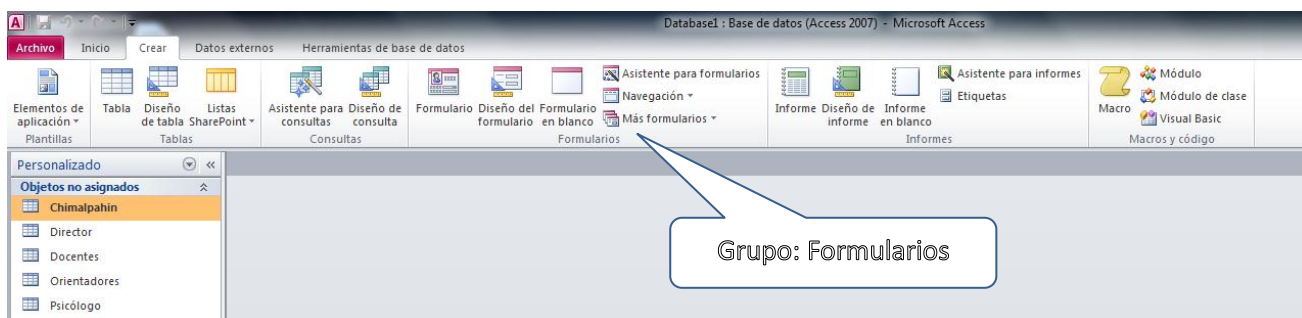 Database1 : Base de datos (Access 2007) - Microsoft Access
Archivo Inicio Crear Datos externos Herramientas de base de datos
Elementos de aplicación
Tabla
Diseño de tabla
Listas SharePoint
Asistente para consultas
Diseño de consulta
Formulario
Diseño del formulario
Formulario en blanco
Asistente para formularios
Navegación
Más formularios
Informe
Diseño de informe
Informe en blanco
Asistente para informes
Etiquetas
Macro
Módulo
Módulo de clase
Visual Basic
Plantillas Tablas Consultas Formularios Informes Macros y código
Personalizado
Objetos no asignados
Chimalpahin
Director
Docentes
Orientadores
Psicólogo
Grupo: Formularios